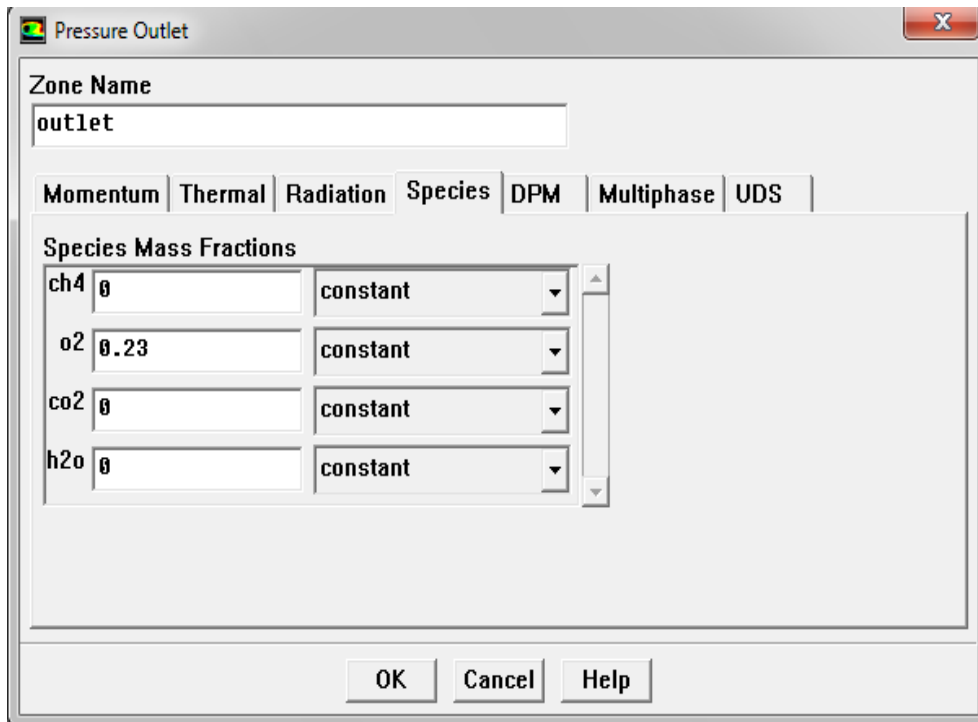 Pressure Outlet
X
Zone Name
outlet
Momentum Thermal Radiation Species DPM Multiphase UDS
Species Mass Fractions
ch4 0 constant
o2 0.23 constant
co2 0 constant
h2o 0 constant
OK Cancel Help